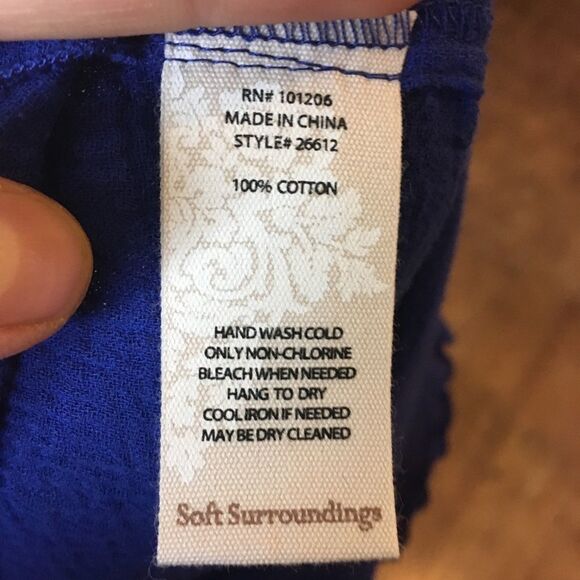 RN# 101206
MADE IN CHINA
STYLE# 26612
100% COTTON
HAND WASH COLD
ONLY NON-CHLORINE
BLEACH WHEN NEEDED
HANG TO DRY
COOL IRON IF NEEDED
MAY BE DRY CLEANED
Soft Surroundings